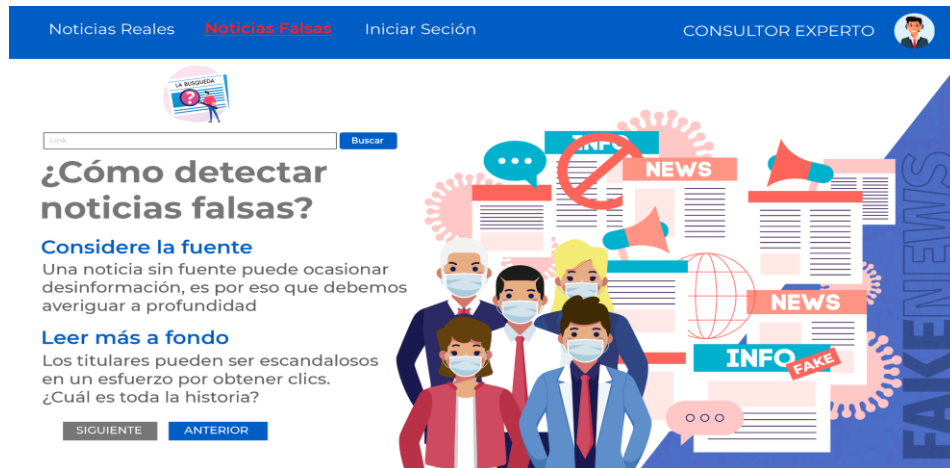 Noticias Reales
Noticias Falsas
Iniciar Seción
CONSULTOR EXPERTO
LA BUSQUEDA
?
Link
Buscar
¿Cómo detectar
noticias falsas?
Considere la fuente
Una noticia sin fuente puede ocasionar
desinformación, es por eso que debemos
averiguar a profundidad
Leer más a fondo
Los titulares pueden ser escandalosos
en un esfuerzo por obtener clics.
¿Cuál es toda la historia?
SIGUIENTE
ANTERIOR
INFO
NEWS
NEWS
INFO
FAKE
FAKENEWS